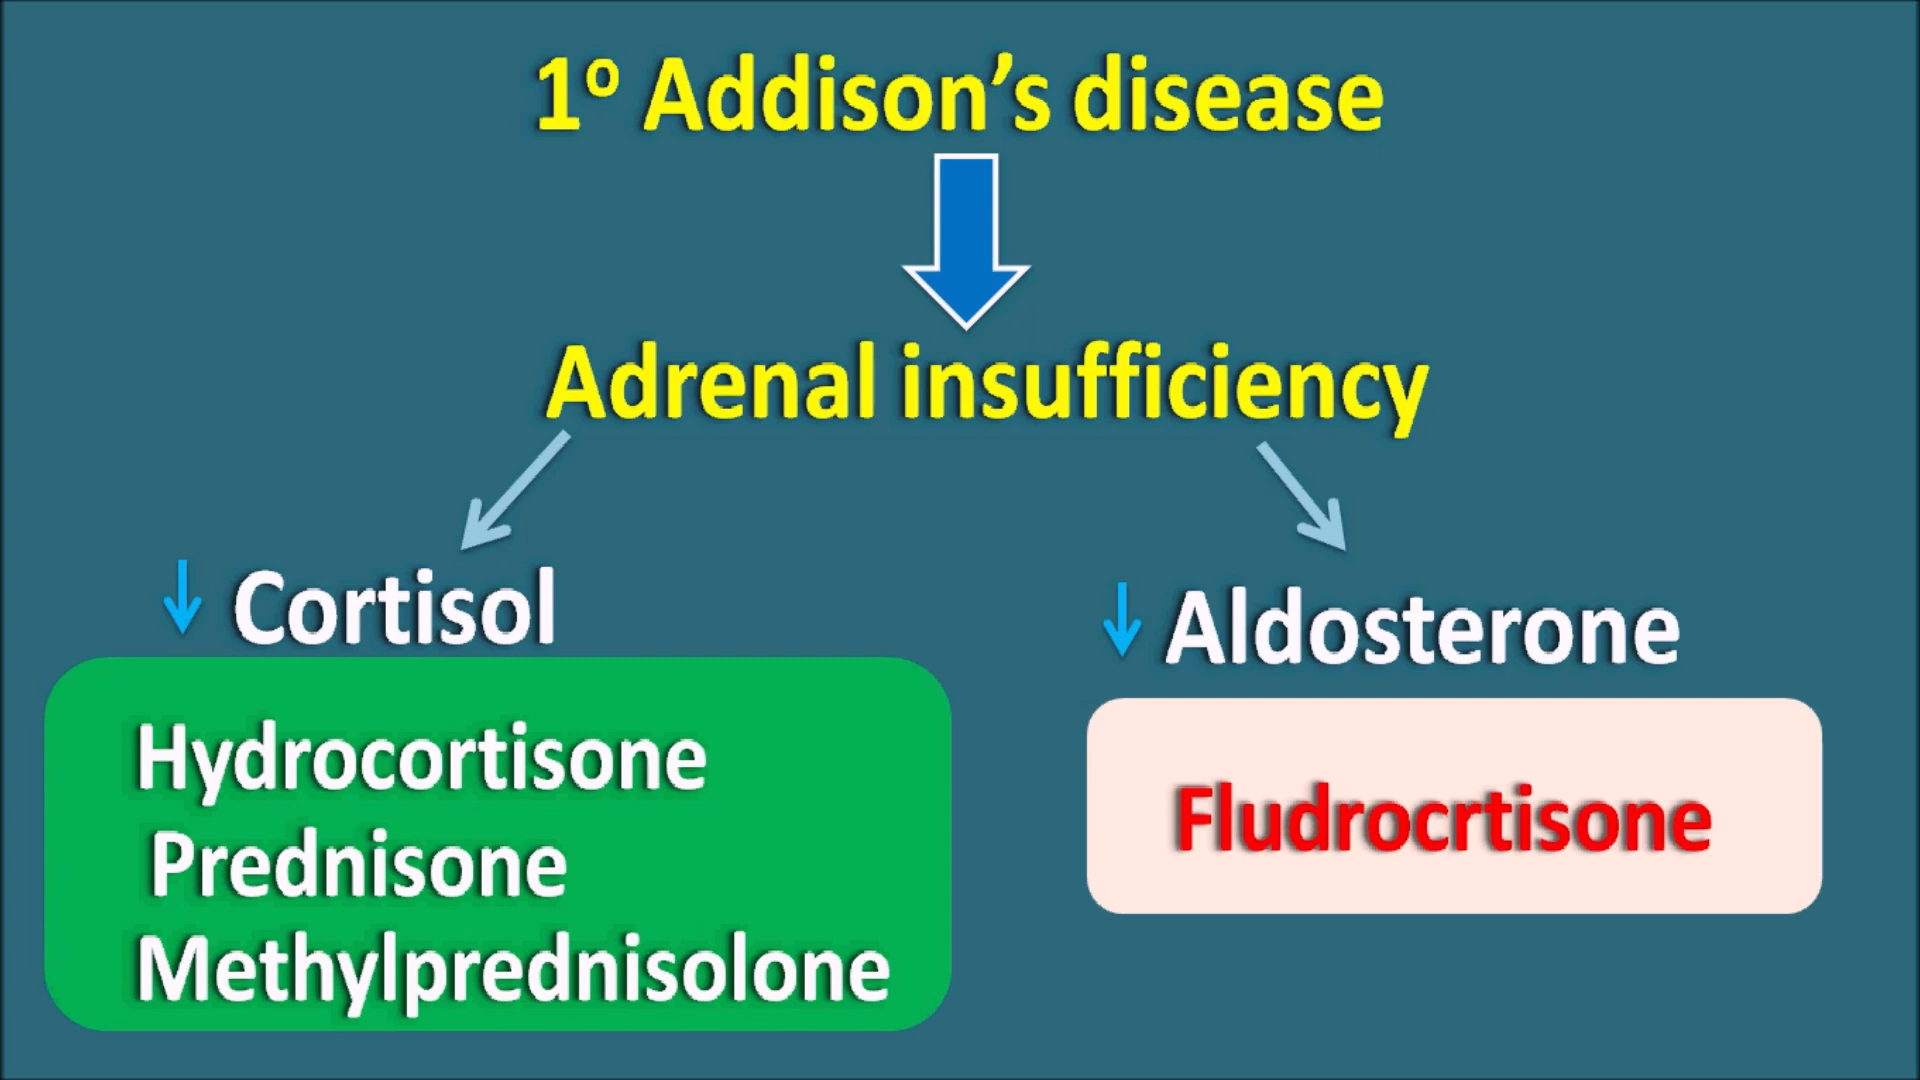 1º Addison’s disease
Adrenal insufficiency
↓ Cortisol
Hydrocortisone
Prednisone
Methylprednisolone
↓ Aldosterone
Fludrocrtisone